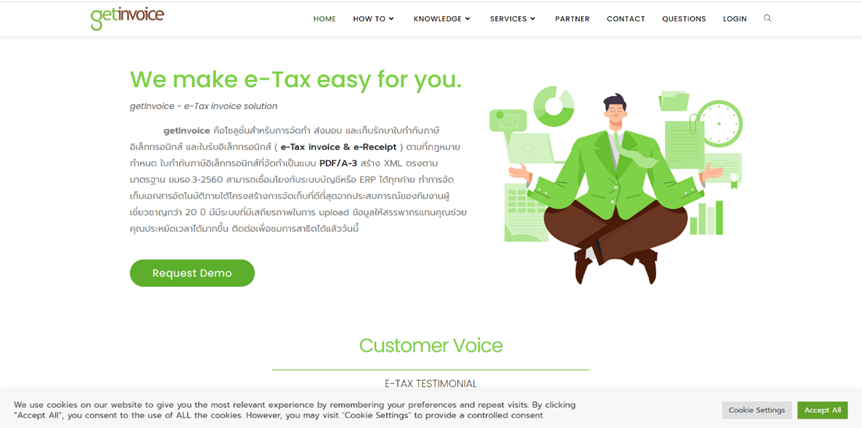 getinvoice
HOME HOW TO KNOWLEDGE SERVICES PARTNER CONTACT QUESTIONS LOGIN
We make e-Tax easy for you.
getInvoice - e-Tax invoice solution
getInvoice คือโซลูชั่นสำหรับการจัดทำ ส่งมอบ และเก็บรักษาใบกำกับภาษี
อิเล็กทรอนิกส์ และใบรับอิเล็กทรอนิกส์ ( e-Tax invoice & e-Receipt ) ตามที่กฎหมาย
กำหนด ใบกำกับภาษีอิเล็กทรอนิกส์ที่จัดทำเป็นแบบ PDF/A-3 สร้าง XML ตรงตาม
มาตรฐาน ขมธอ.3-2560 สามารถเชื่อมโยงกับระบบบัญชีหรือ ERP ได้ทุกค่าย ทำการจัด
เก็บเอกสารอัตโนมัติภายใต้โครงสร้างการจัดเก็บที่ดีที่สุดจากประสบการณ์ของทีมงานผู้
เชี่ยวชาญกว่า 20 ปี มีมีระบบที่มีเสถียรภาพในการ upload ข้อมูลให้สรรพากรแทนคุณช่วย
คุณประหยัดเวลาได้มากขึ้น ติดต่อเพื่อชมการสาธิตได้แล้ววันนี้
Request Demo
Customer Voice
E-TAX TESTIMONIAL
We use cookies on our website to give you the most relevant experience by remembering your preferences and repeat visits. By clicking
"Accept All", you consent to the use of ALL the cookies. However, you may visit "Cookie Settings" to provide a controlled consent.
Cookie Settings
Accept All